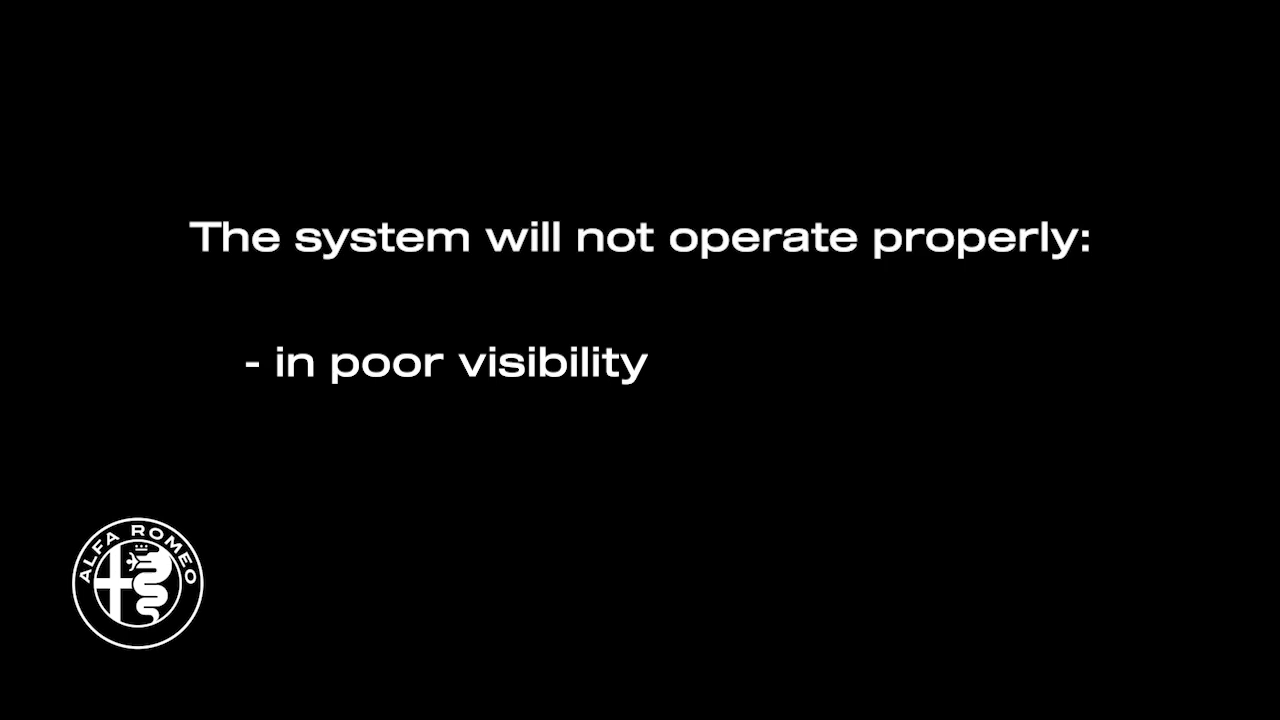 The system will not operate properly:
- in poor visibility
ALFA ROMEO